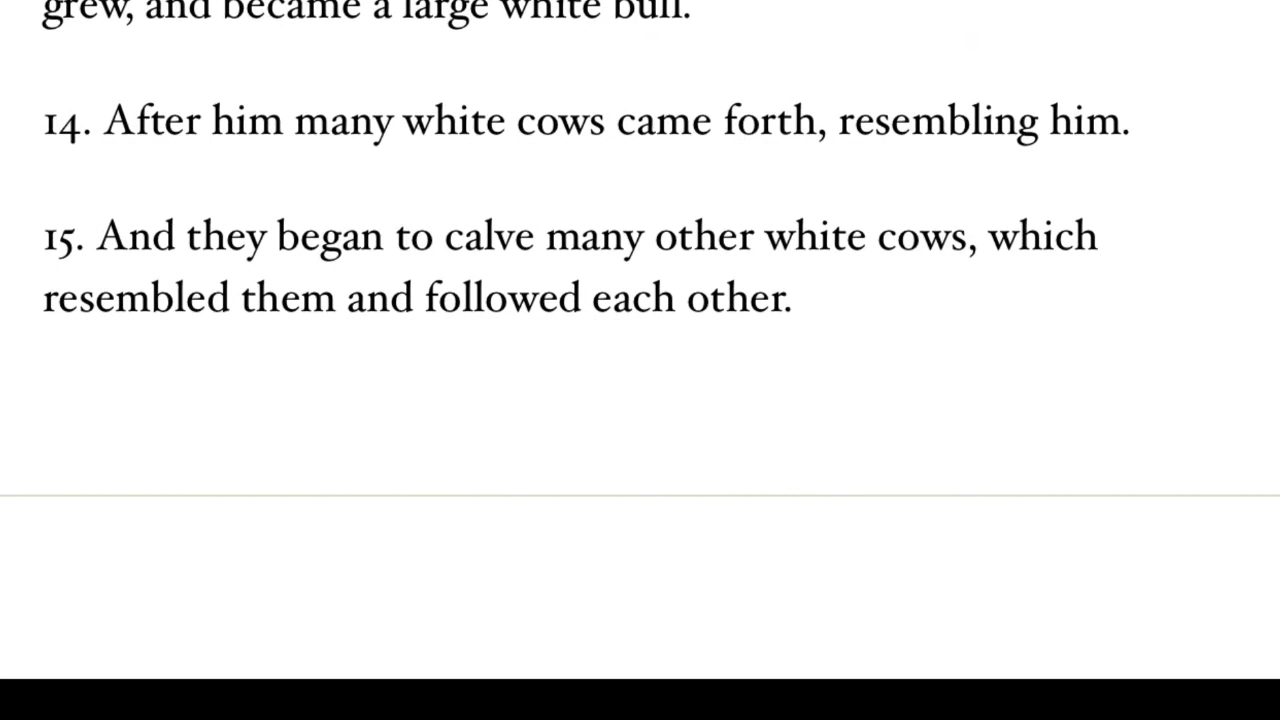 grew, and became a large white bull.
14. After him many white cows came forth, resembling him.
15. And they began to calve many other white cows, which
resembled them and followed each other.